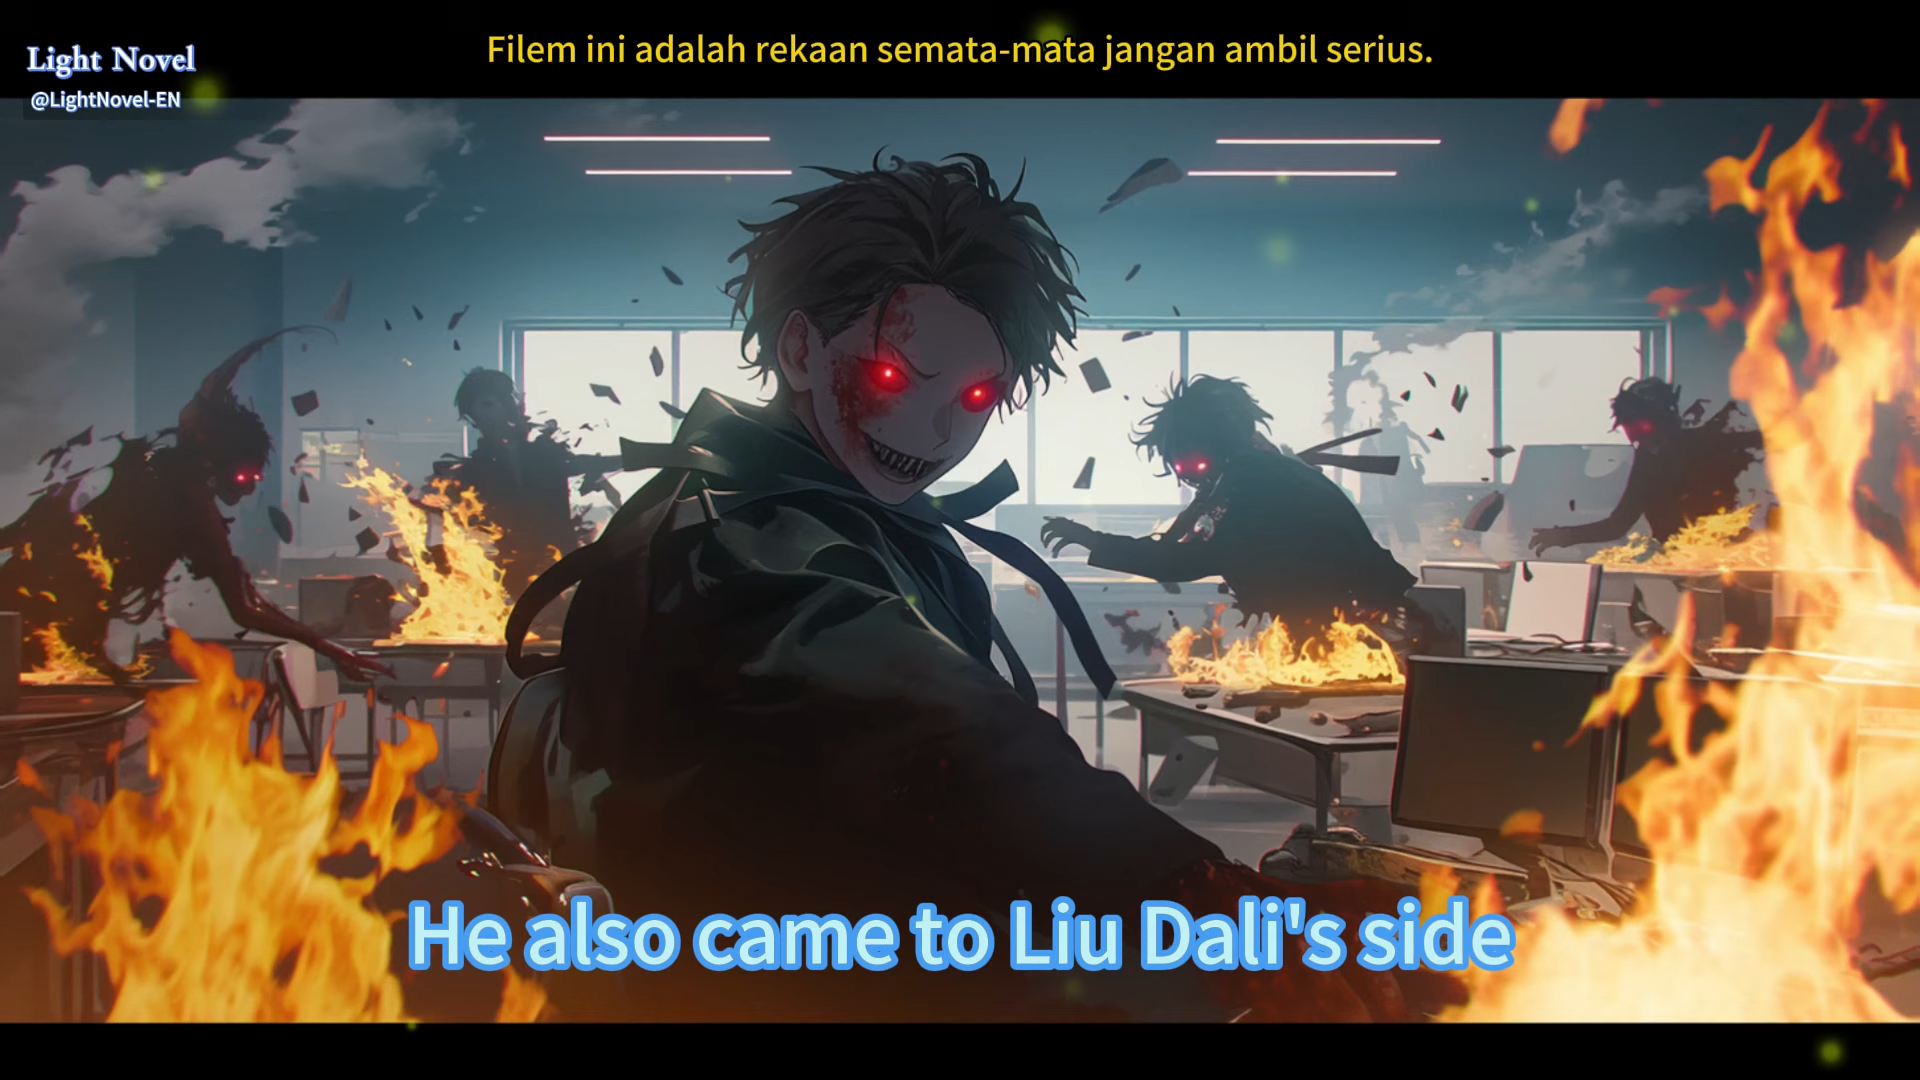 Light Novel
@LightNovel-EN
Filem ini adalah rekaan semata-mata jangan ambil serius.
He also came to Liu Dali's side